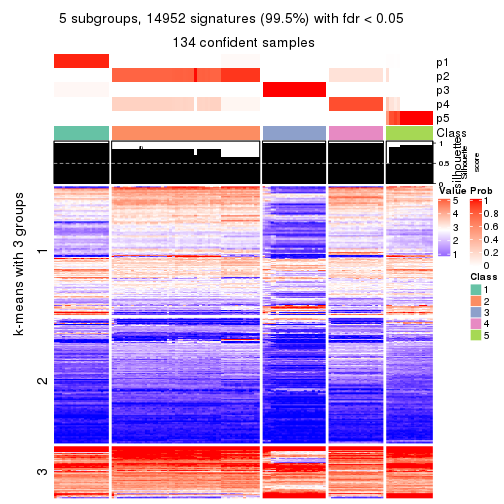 5 subgroups, 14952 signatures (99.5%) with fdr < 0.05
134 confident samples
p1
p2
p3
p4
p5
Class
1
0.5
0
silhouette
Silhouette
score
k-means with 3 groups
1
2
3
Value
5
4
3
2
1
Prob
1
0.8
0.6
0.4
0.2
0
Class
1
2
3
4
5